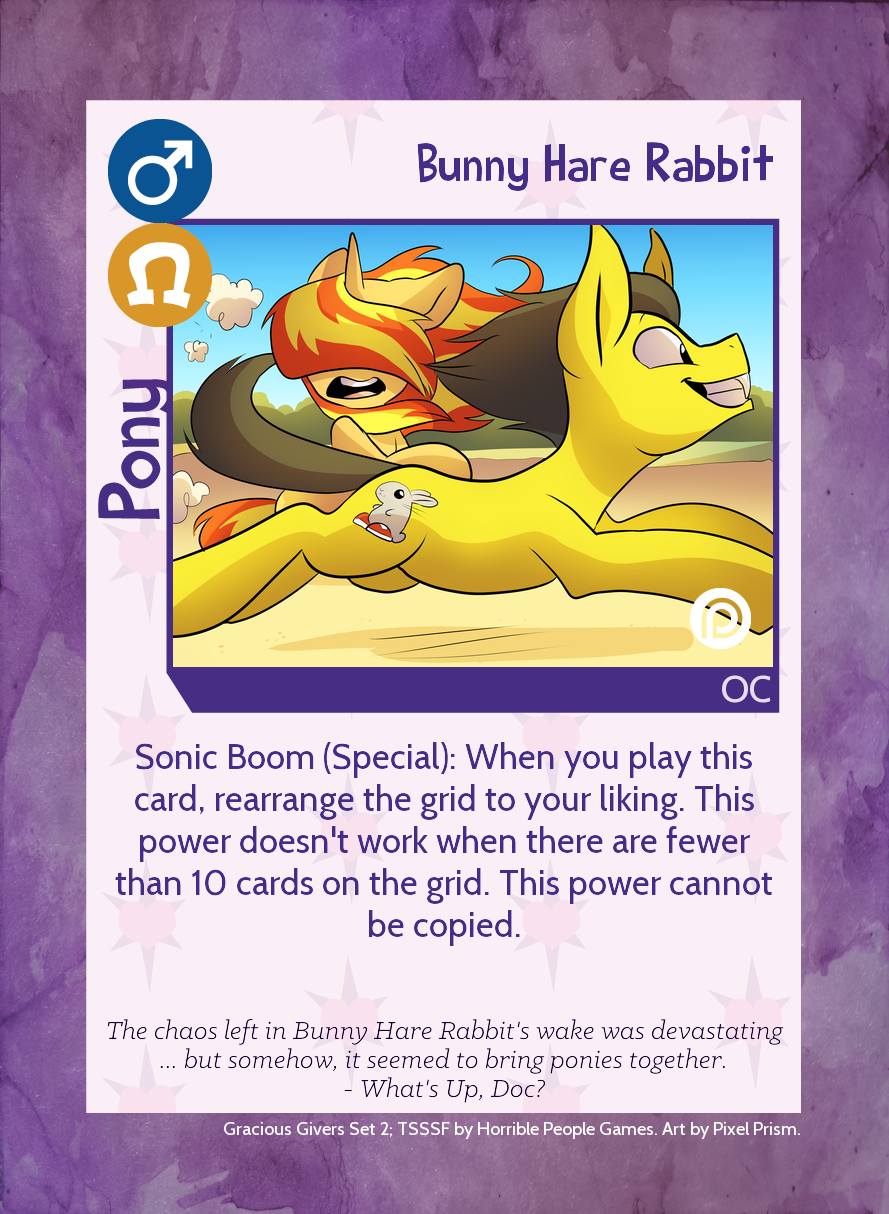 Bunny Hare Rabbit
Pony
OC
Sonic Boom (Special): When you play this
card, rearrange the grid to your liking. This
power doesn't work when there are fewer
than 10 cards on the grid. This power cannot
be copied.
The chaos left in Bunny Hare Rabbit's wake was devastating
... but somehow, it seemed to bring ponies together.
- What's Up, Doc?
Gracious Givers Set 2; TSSSF by Horrible People Games. Art by Pixel Prism.